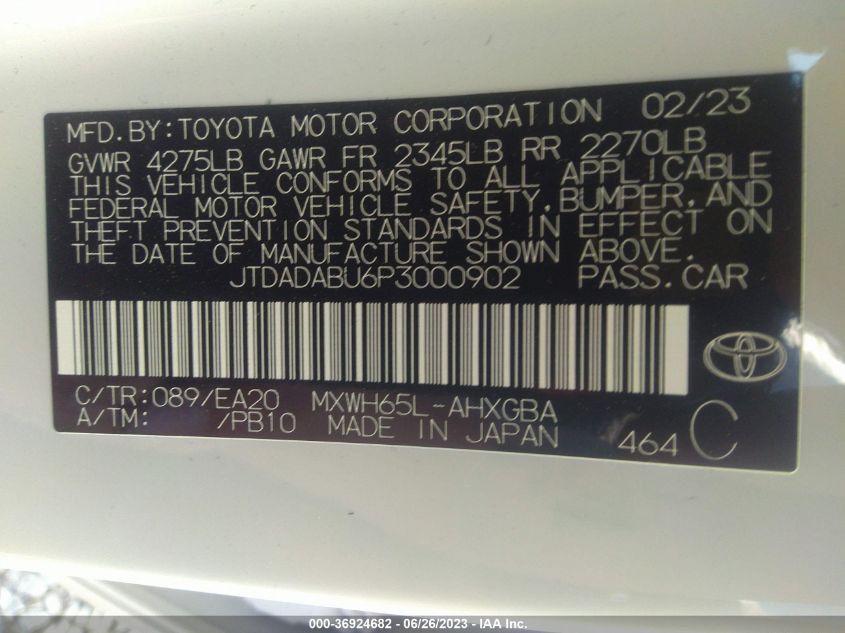 MFD.BY:TOYOTA MOTOR CORPORATION 02/23
GVWR 4275LB GAWR FR 2345LB RR 2270LB
THIS VEHICLE CONFORMS TO ALL APPLICABLE
FEDERAL MOTOR VEHICLE SAFETY,BUMPER,AND
THEFT PREVENTION STANDARDS IN EFFECT ON
THE DATE OF MANUFACTURE SHOWN ABOVE.
JTDADABU6P3000902 PASS.CAR
C/TR:089/EA20 MXWH65L-AHXGBA
A/TM: /PB10 MADE IN JAPAN 464 C
000-36924682 - 06/26/2023 - IAAI.com